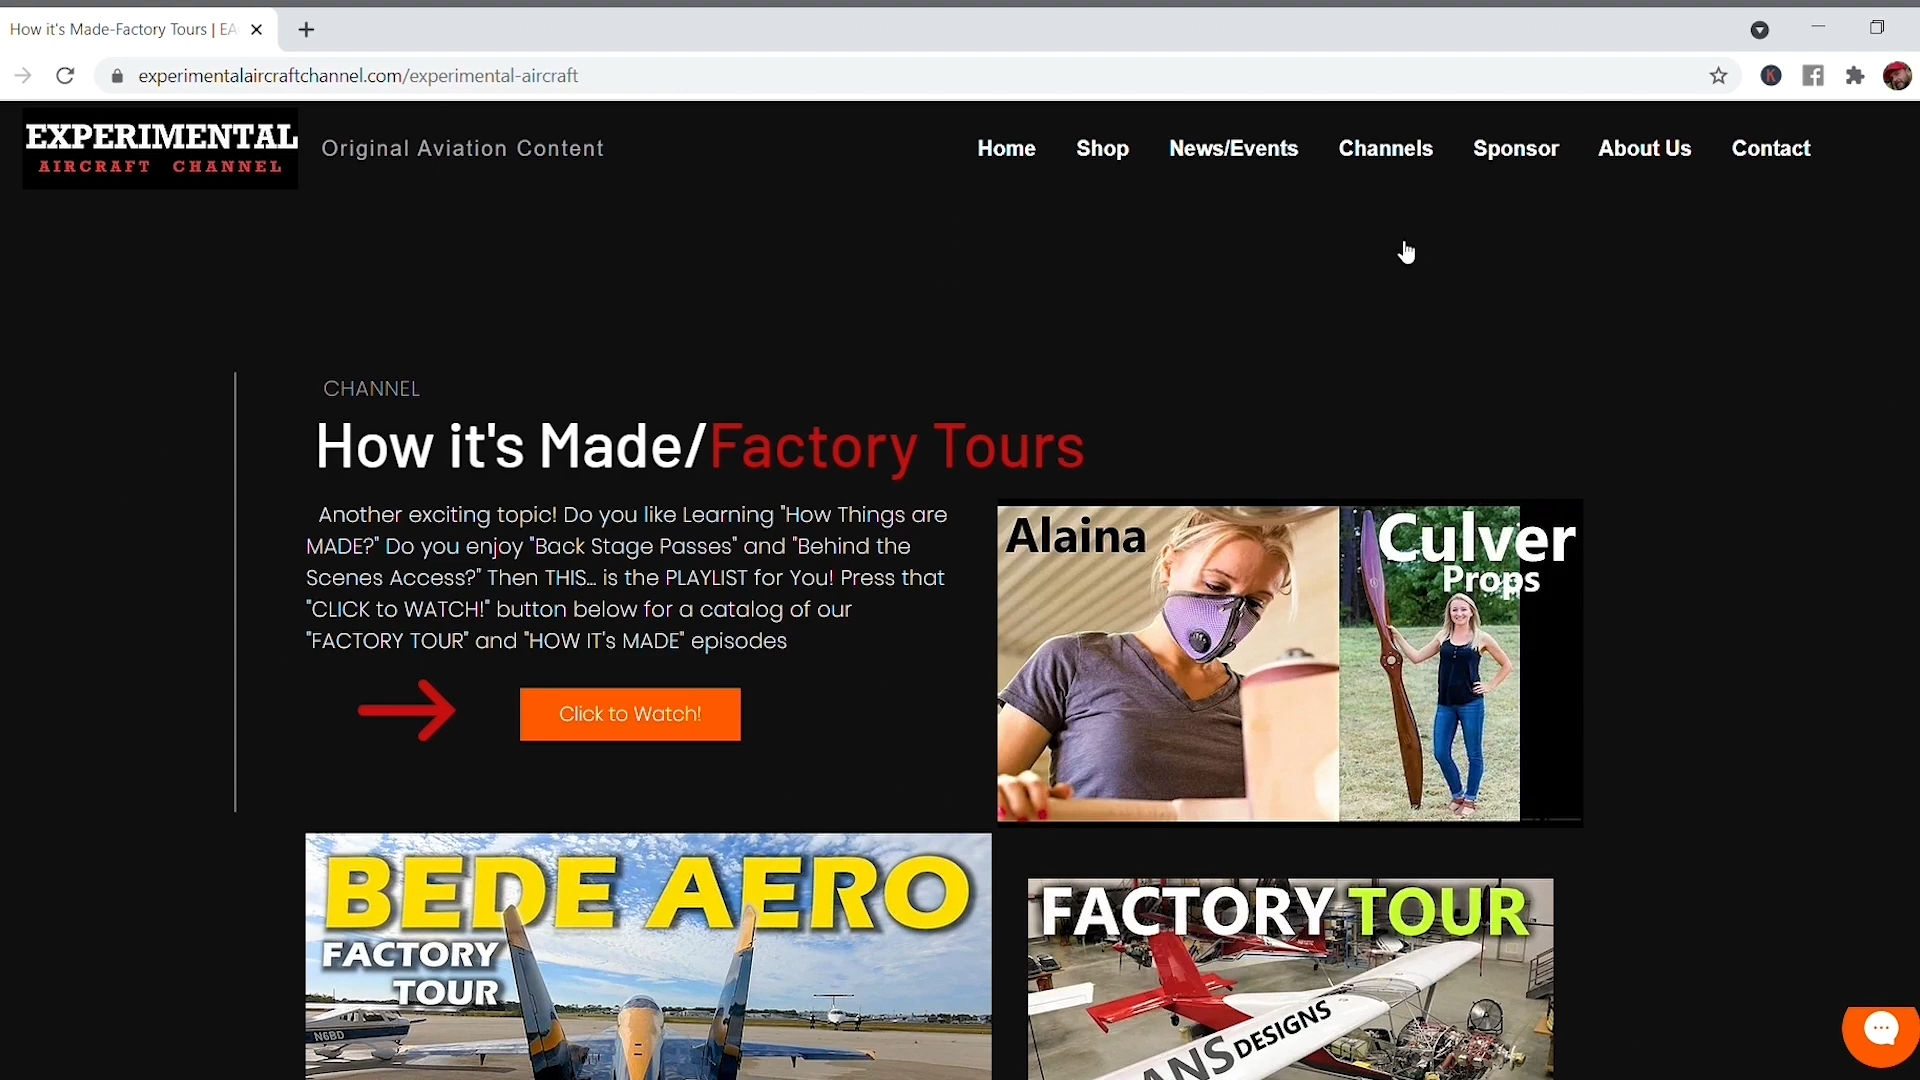 How it's Made-Factory Tours | EA
experimentalaircraftchannel.com/experimental-aircraft
K
EXPERIMENTAL
AIRCRAFT CHANNEL
Original Aviation Content
Home Shop News/Events Channels Sponsor About Us Contact
CHANNEL
How it's Made/Factory Tours
Another exciting topic! Do you like Learning "How Things are
MADE?" Do you enjoy "Back Stage Passes" and "Behind the
Scenes Access?" Then THIS... is the PLAYLIST for You! Press that
"CLICK to WATCH!" button below for a catalog of our
"FACTORY TOUR" and "HOW IT's MADE" episodes
Click to Watch!
Alaina
Culver
Props
BEDE AERO
FACTORY
TOUR
N6BD
FACTORY TOUR
ANS DESIGNS